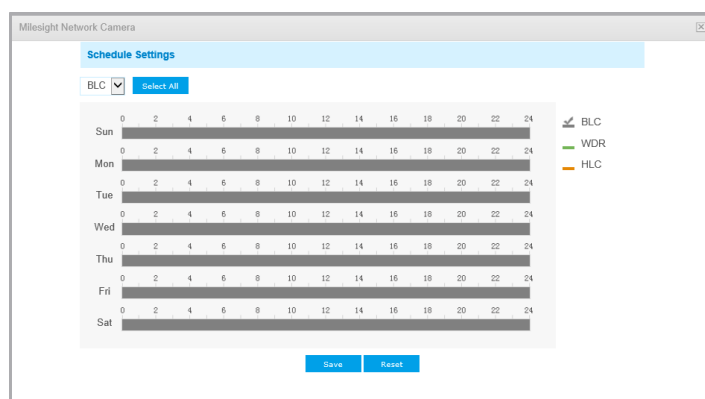 Milesight Network Camera
Schedule Settings
BLC Select All
0 2 4 6 8 10 12 14 16 18 20 22 24
Sun
0 2 4 6 8 10 12 14 16 18 20 22 24
Mon
0 2 4 6 8 10 12 14 16 18 20 22 24
Tue
0 2 4 6 8 10 12 14 16 18 20 22 24
Wed
0 2 4 6 8 10 12 14 16 18 20 22 24
Thu
0 2 4 6 8 10 12 14 16 18 20 22 24
Fri
0 2 4 6 8 10 12 14 16 18 20 22 24
Sat
BLC
WDR
HLC
Save Reset